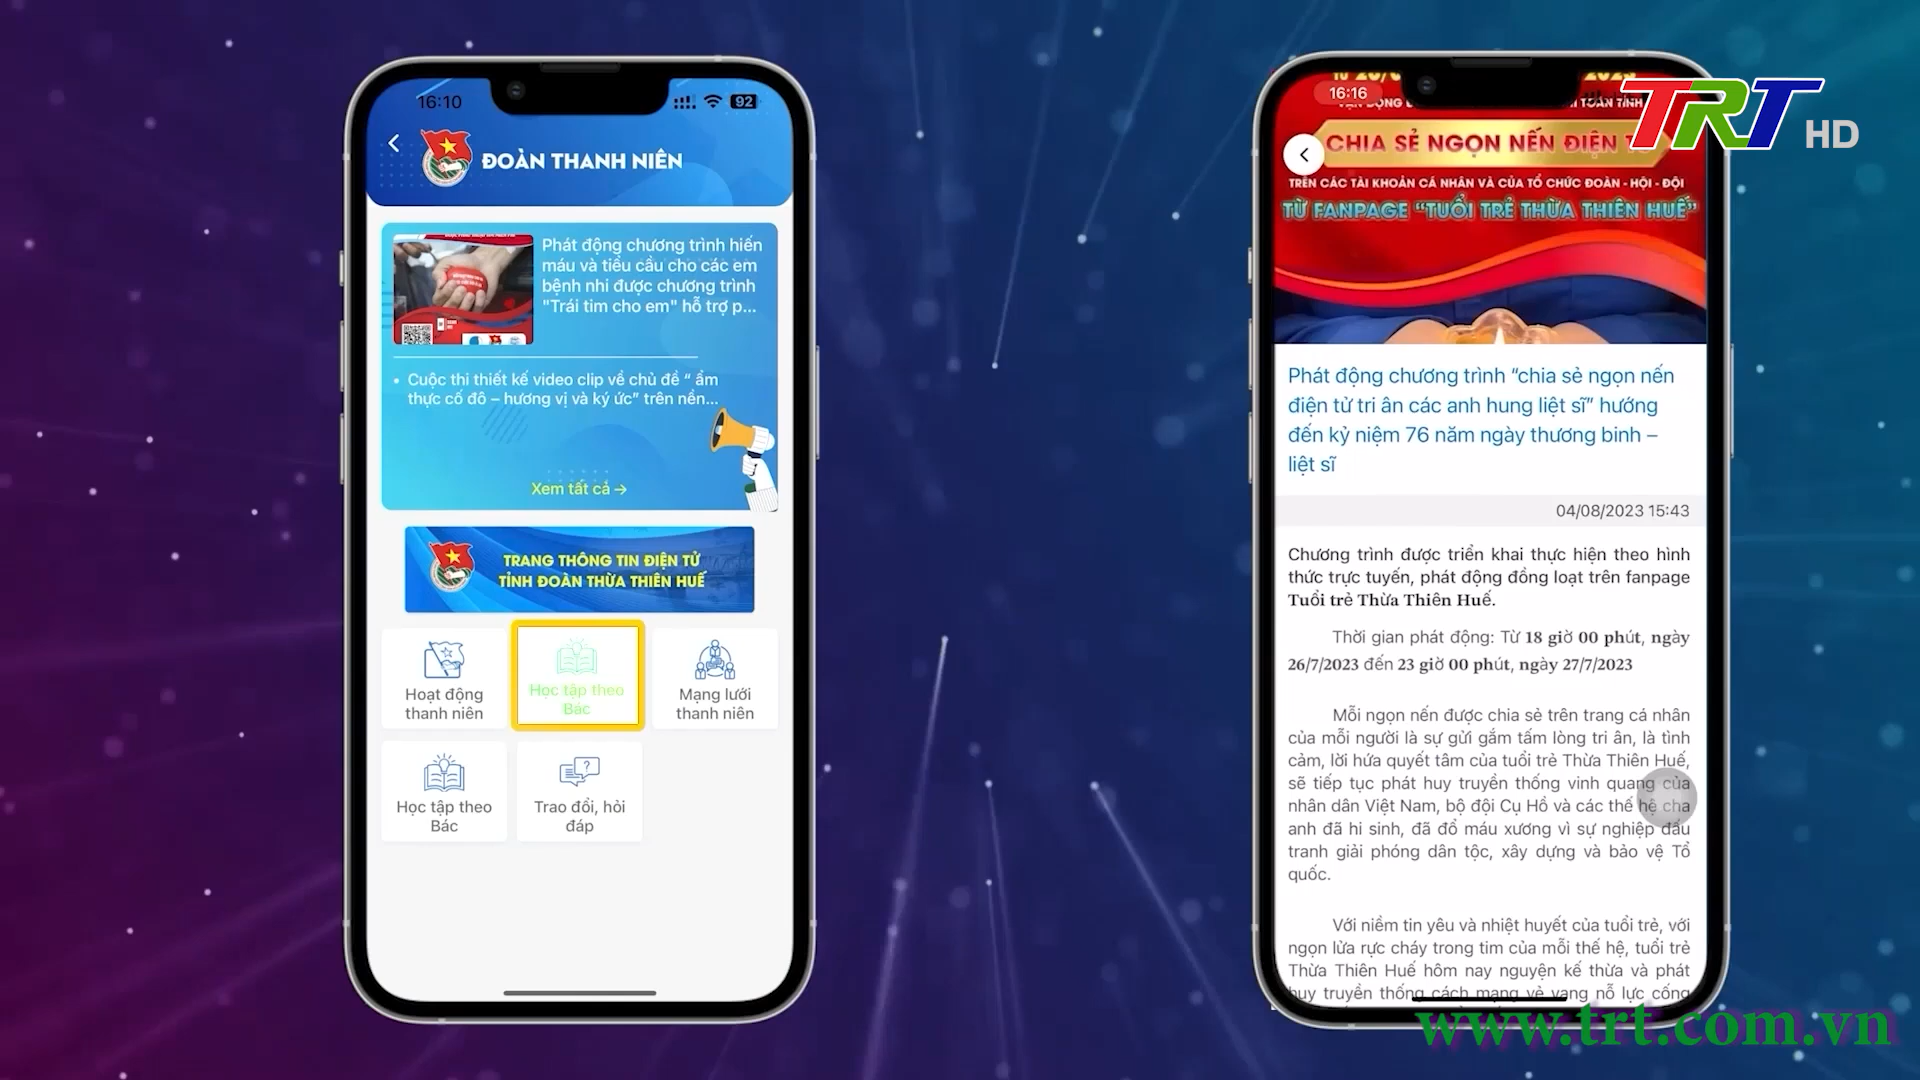 16:10
92
ĐOÀN THANH NIÊN
Phát động chương trình hiến
máu và tiểu cầu cho các em
bệnh nhi được chương trình
"Trái tim cho em" hỗ trợ p...
• Cuộc thi thiết kế video clip về chủ đề “ ẩm
thực cố đô – hương vị và ký ức” trên nền...
Xem tất cả →
TRANG THÔNG TIN ĐIỆN TỬ
TỈNH ĐOÀN THỪA THIÊN HUẾ
Hoạt động
thanh niên
Học tập theo
Bác
Mạng lưới
thanh niên
Học tập theo
Bác
Trao đổi, hỏi
đáp
16:16
CHIA SẺ NGỌN NẾN ĐIỆN
TRÊN CÁC TÀI KHOẢN CÁ NHÂN VÀ CỦA TỔ CHỨC ĐOÀN - HỘI - ĐỘI
TỪ FANPAGE “TUỔI TRẺ THỪA THIÊN HUẾ”
Phát động chương trình “chia sẻ ngọn nến
điện tử tri ân các anh hung liệt sĩ” hướng
đến kỷ niệm 76 năm ngày thương binh –
liệt sĩ
04/08/2023 15:43
Chương trình được triển khai thực hiện theo hình
thức trực tuyến, phát động đồng loạt trên fanpage
Tuổi trẻ Thừa Thiên Huế.
Thời gian phát động: Từ 18 giờ 00 phút, ngày
26/7/2023 đến 23 giờ 00 phút, ngày 27/7/2023
Mỗi ngọn nến được chia sẻ trên trang cá nhân
của mỗi người là sự gửi gắm tấm lòng tri ân, là tình
cảm, lời hứa quyết tâm của tuổi trẻ Thừa Thiên Huế,
sẽ tiếp tục phát huy truyền thống vinh quang của
nhân dân Việt Nam, bộ đội Cụ Hồ và các thế hệ cha
anh đã hi sinh, đã đổ máu xương vì sự nghiệp đấu
tranh giải phóng dân tộc, xây dựng và bảo vệ Tổ
quốc.
Với niềm tin yêu và nhiệt huyết của tuổi trẻ, với
ngọn lửa rực cháy trong tim của mỗi thế hệ, tuổi trẻ
Thừa Thiên Huế hôm nay nguyện kế thừa và phát
huy truyền thống cách mạng vẻ vang nỗ lực cống
TRT HD
www.trt.com.vn